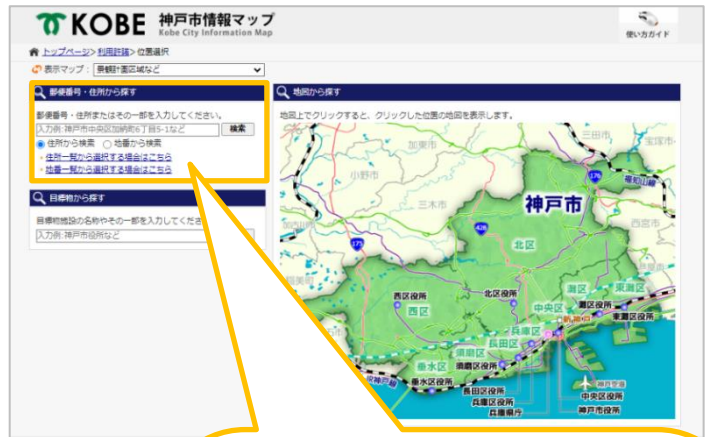 KOBE 神戸市情報マップ
Kobe City Information Map
使い方ガイド
トップページ> 利用許諾> 位置選択
表示マップ： 景観計画区域など
郵便番号・住所から探す
郵便番号・住所またはその一部を入力してください。
入力例:神戸市中央区加納町6丁目5-1など 検索
住所から検索 地番から検索
住所一覧から選択する場合はこちら
地番一覧から選択する場合はこちら
目標物から探す
目標物施設の名称やその一部を入力してくださ
入力例:神戸市役所など
地図から探す
地図上でクリックすると、クリックした位置の地図を表示します。
三田市
宝塚市
加東市
176
福知山線
小野市
三木市
神戸市
西宮市
428
175
北区
灘区
東灘区
西区役所
北区役所
西区
中央区
灘区役所
新神戸
東灘区役所
兵庫区
長田区
須磨区
垂水区
須磨区役所
垂水区役所
神戸空港
長田区役所
中央区役所
兵庫区役所
兵庫県庁
神戸市役所